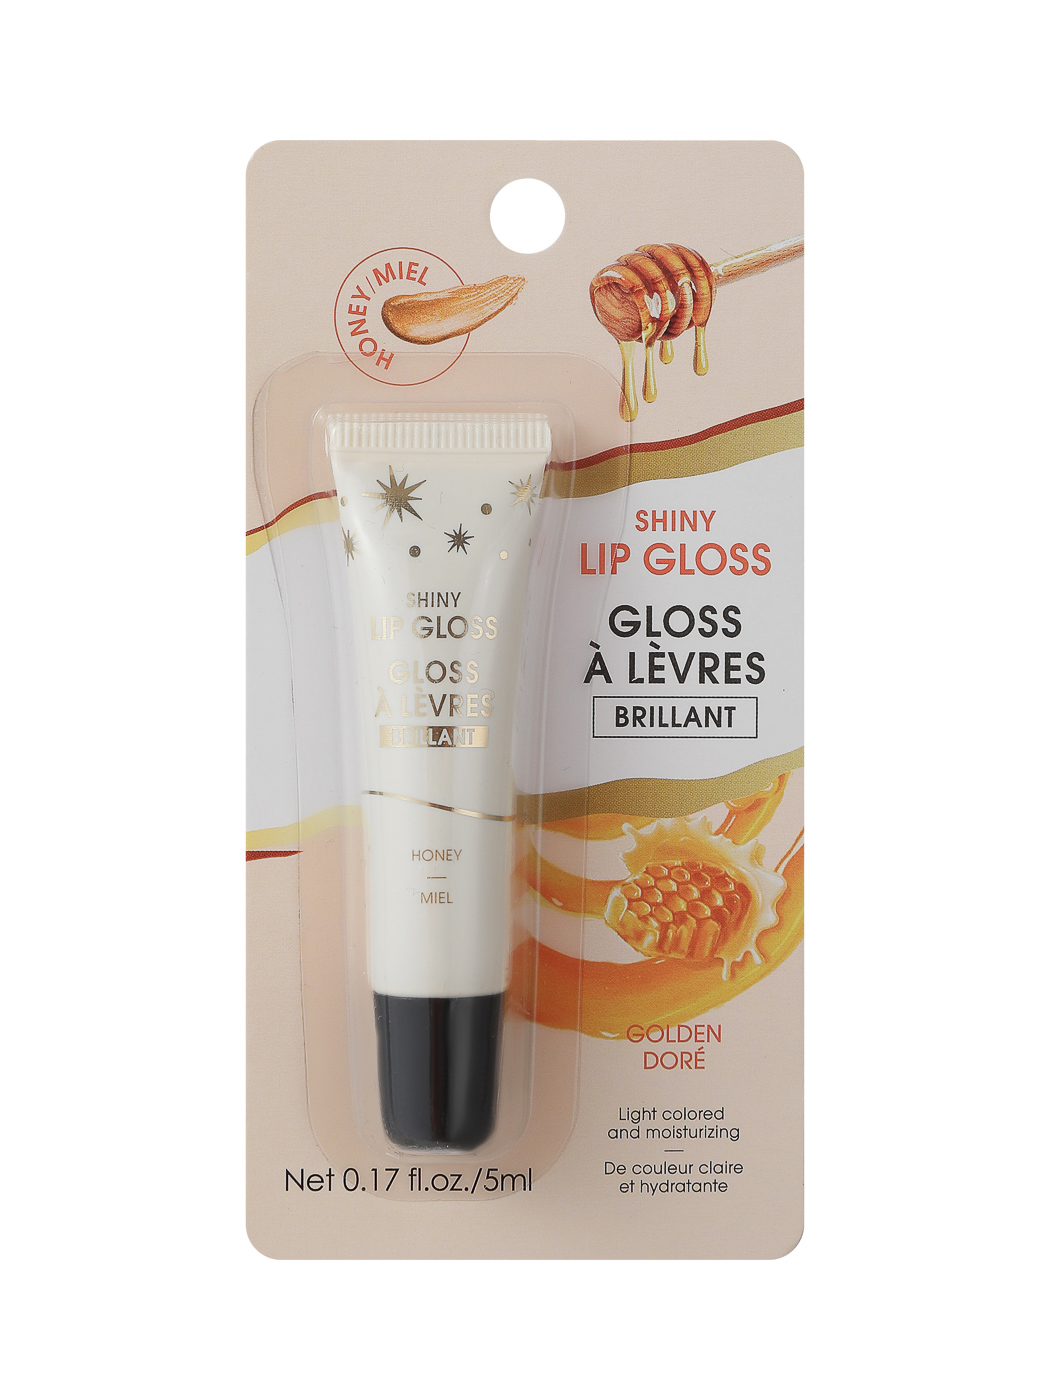 HONEY/MIEL
SHINY
LIP GLOSS
GLOSS
À LÈVRES
BRILLANT
SHINY
LIP GLOSS
GLOSS
À LÈVRES
BRILLANT
HONEY
MIEL
GOLDEN
DORÉ
Light colored
and moisturizing
De couleur claire
et hydratante
Net 0.17 fl.oz./5ml